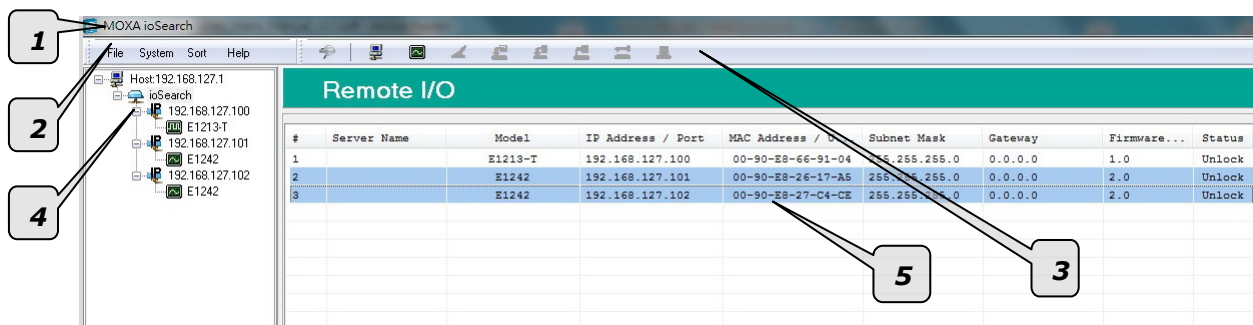 1
MOXA ioSearch
File System Sort Help
2
Host:192.168.127.1
ioSearch
192.168.127.100
E1213-T
192.168.127.101
E1242
192.168.127.102
E1242
4
Remote I/O
# Server Name Model IP Address / Port MAC Address / Subnet Mask Gateway Firmware... Status
1 E1213-T 192.168.127.100 00-90-E8-66-91-04 255.255.255.0 0.0.0.0 1.0 Unlock
2 E1242 192.168.127.101 00-90-E8-26-17-A5 255.255.255.0 0.0.0.0 2.0 Unlock
3 E1242 192.168.127.102 00-90-E8-27-C4-CE 255.255.255.0 0.0.0.0 2.0 Unlock
5
3